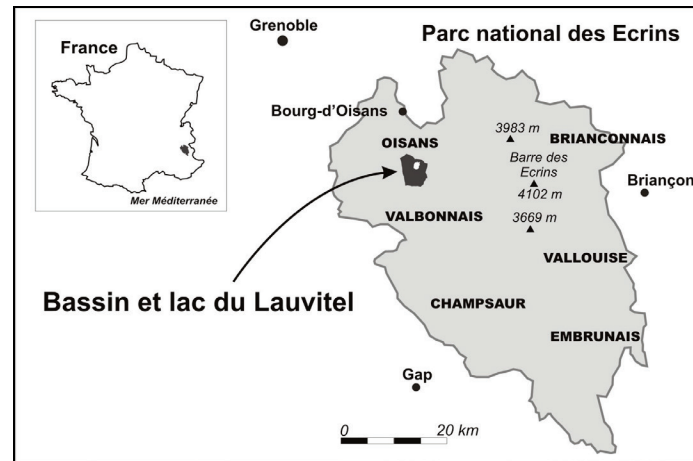 France
Mer Méditerranée
Grenoble
Parc national des Ecrins
Bourg-d'Oisans
OISANS
3983 m
BRIANCONNAIS
Barre des
Ecrins
4102 m
Briançon
VALBONNAIS
3669 m
VALLOUISE
Bassin et lac du Lauvitel
CHAMPSAUR
EMBRUNAIS
Gap
0 20 km